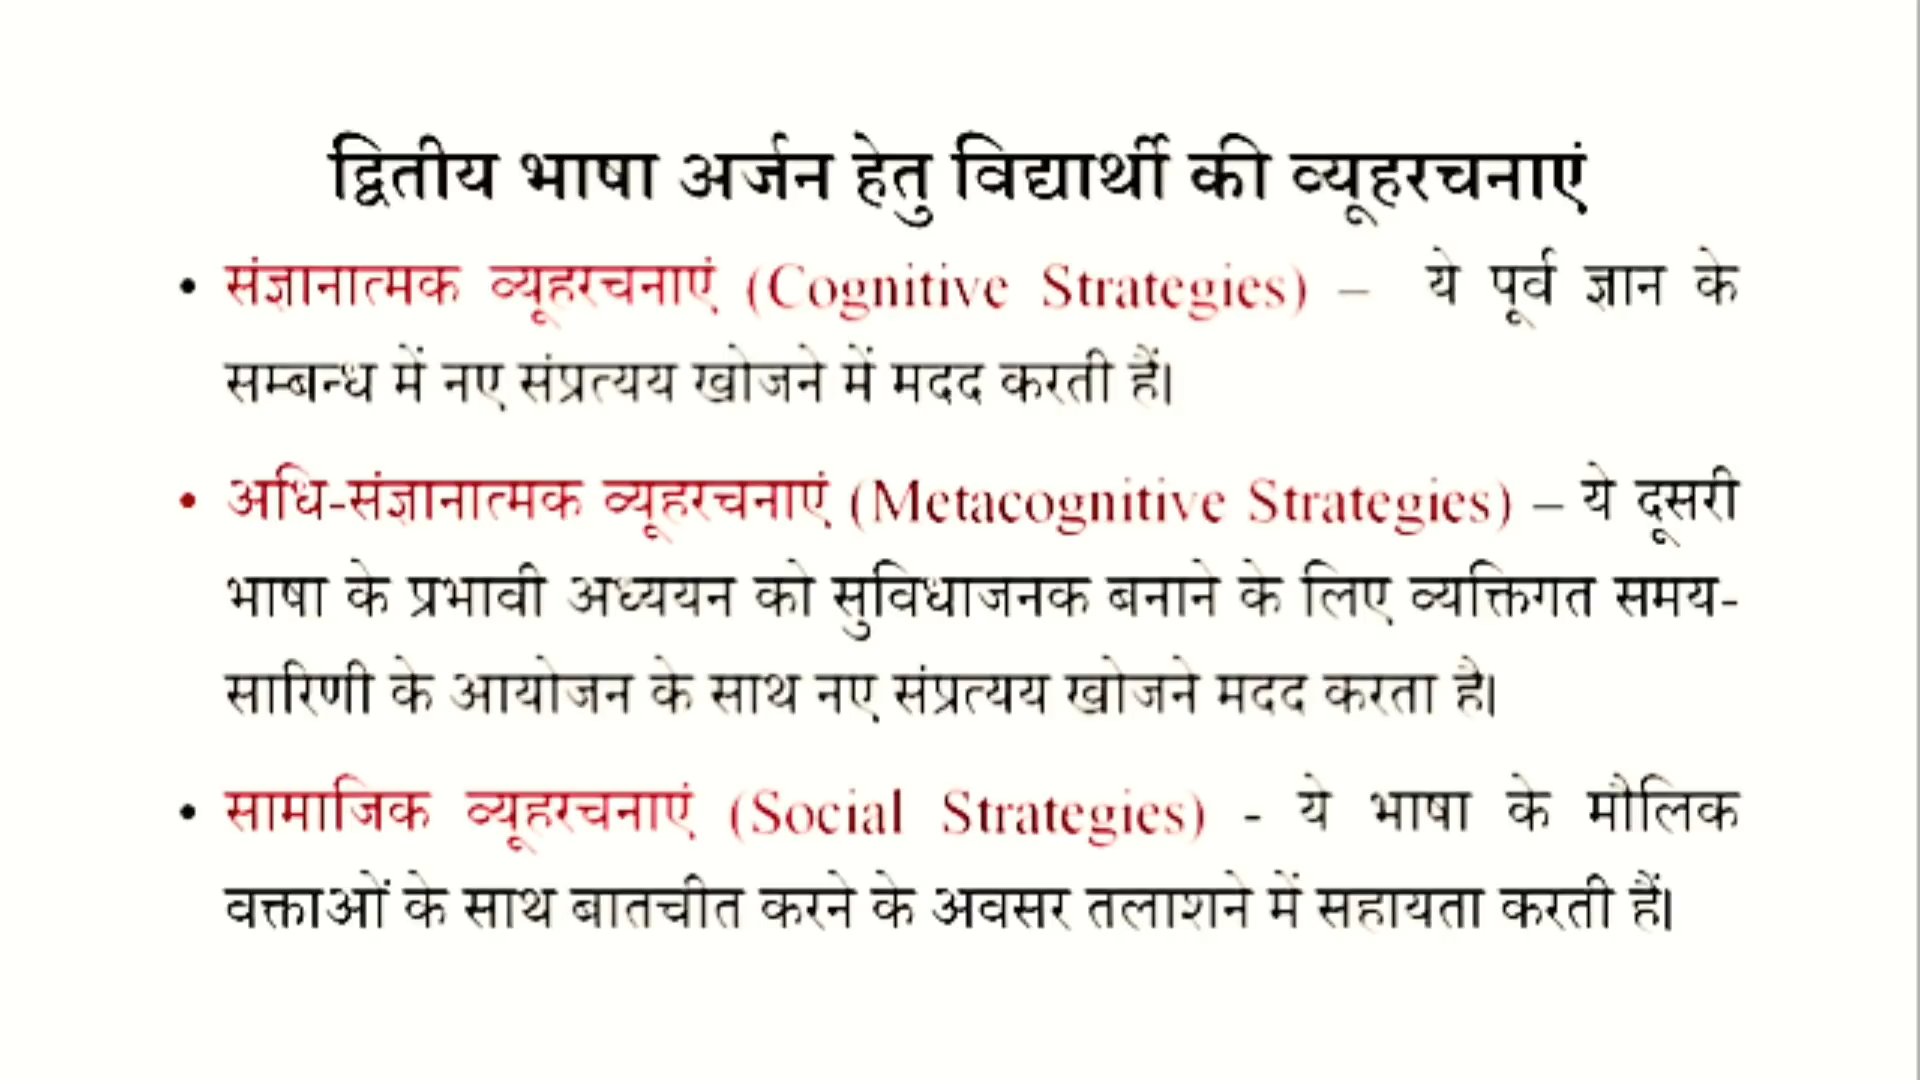 द्वितीय भाषा अर्जन हेतु विद्यार्थी की व्यूहरचनाएं
• संज्ञानात्मक व्यूहरचनाएं (Cognitive Strategies) – ये पूर्व ज्ञान के
सम्बन्ध में नए संप्रत्यय खोजने में मदद करती हैं।
• अधि-संज्ञानात्मक व्यूहरचनाएं (Metacognitive Strategies) – ये दूसरी
भाषा के प्रभावी अध्ययन को सुविधाजनक बनाने के लिए व्यक्तिगत समय-
सारिणी के आयोजन के साथ नए संप्रत्यय खोजने मदद करता है।
• सामाजिक व्यूहरचनाएं (Social Strategies) - ये भाषा के मौलिक
वक्ताओं के साथ बातचीत करने के अवसर तलाशने में सहायता करती हैं।